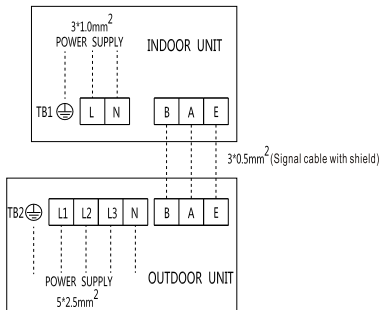 3*1.0mm²
POWER SUPPLY
INDOOR UNIT
TB1 L N B A E
3*0.5mm² (Signal cable with shield)
TB2 L1 L2 L3 N B A E
POWER SUPPLY
5*2.5mm²
OUTDOOR UNIT